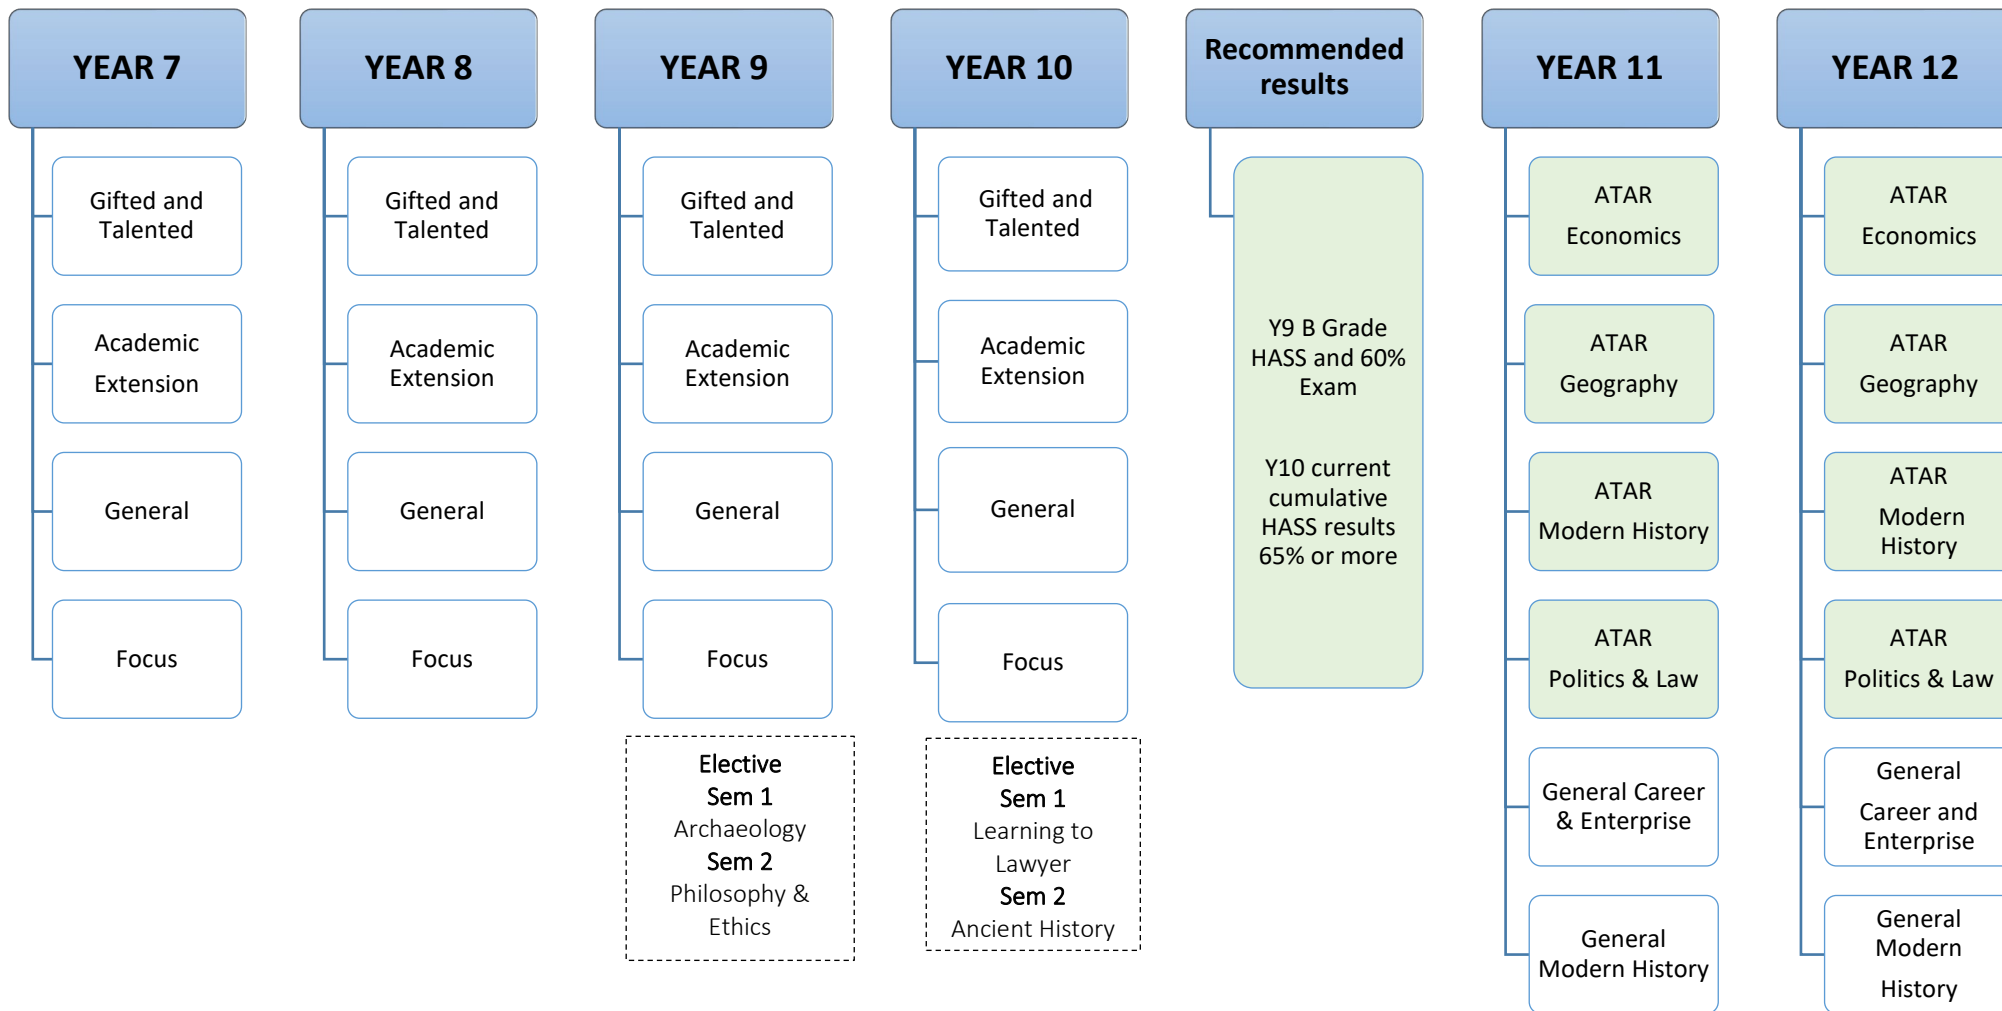 YEAR 7
Gifted and
Talented
Academic
Extension
General
Focus
YEAR 8
Gifted and
Talented
Academic
Extension
General
Focus
YEAR 9
Gifted and
Talented
Academic
Extension
General
Focus
Elective
Sem 1
Archaeology
Sem 2
Philosophy &
Ethics
YEAR 10
Gifted and
Talented
Academic
Extension
General
Focus
Elective
Sem 1
Learning to
Lawyer
Sem 2
Ancient History
Recommended
results
Y9 B Grade
HASS and 60%
Exam
Y10 current
cumulative
HASS results
65% or more
YEAR 11
ATAR
Economics
ATAR
Geography
ATAR
Modern History
ATAR
Politics & Law
General Career
& Enterprise
General
Modern History
YEAR 12
ATAR
Economics
ATAR
Geography
ATAR
Modern
History
ATAR
Politics & Law
General
Career and
Enterprise
General
Modern
History